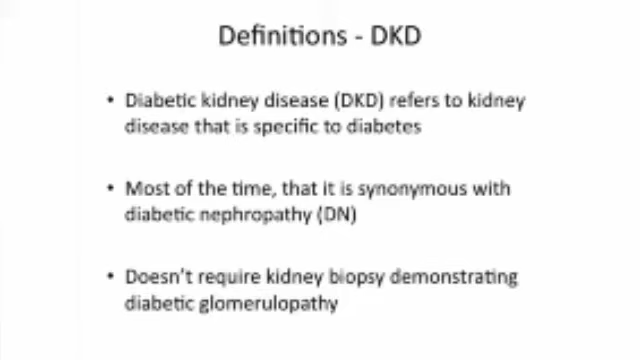 Definitions - DKD
• Diabetic kidney disease (DKD) refers to kidney
disease that is specific to diabetes
• Most of the time, that it is synonymous with
diabetic nephropathy (DN)
• Doesn't require kidney biopsy demonstrating
diabetic glomerulopathy